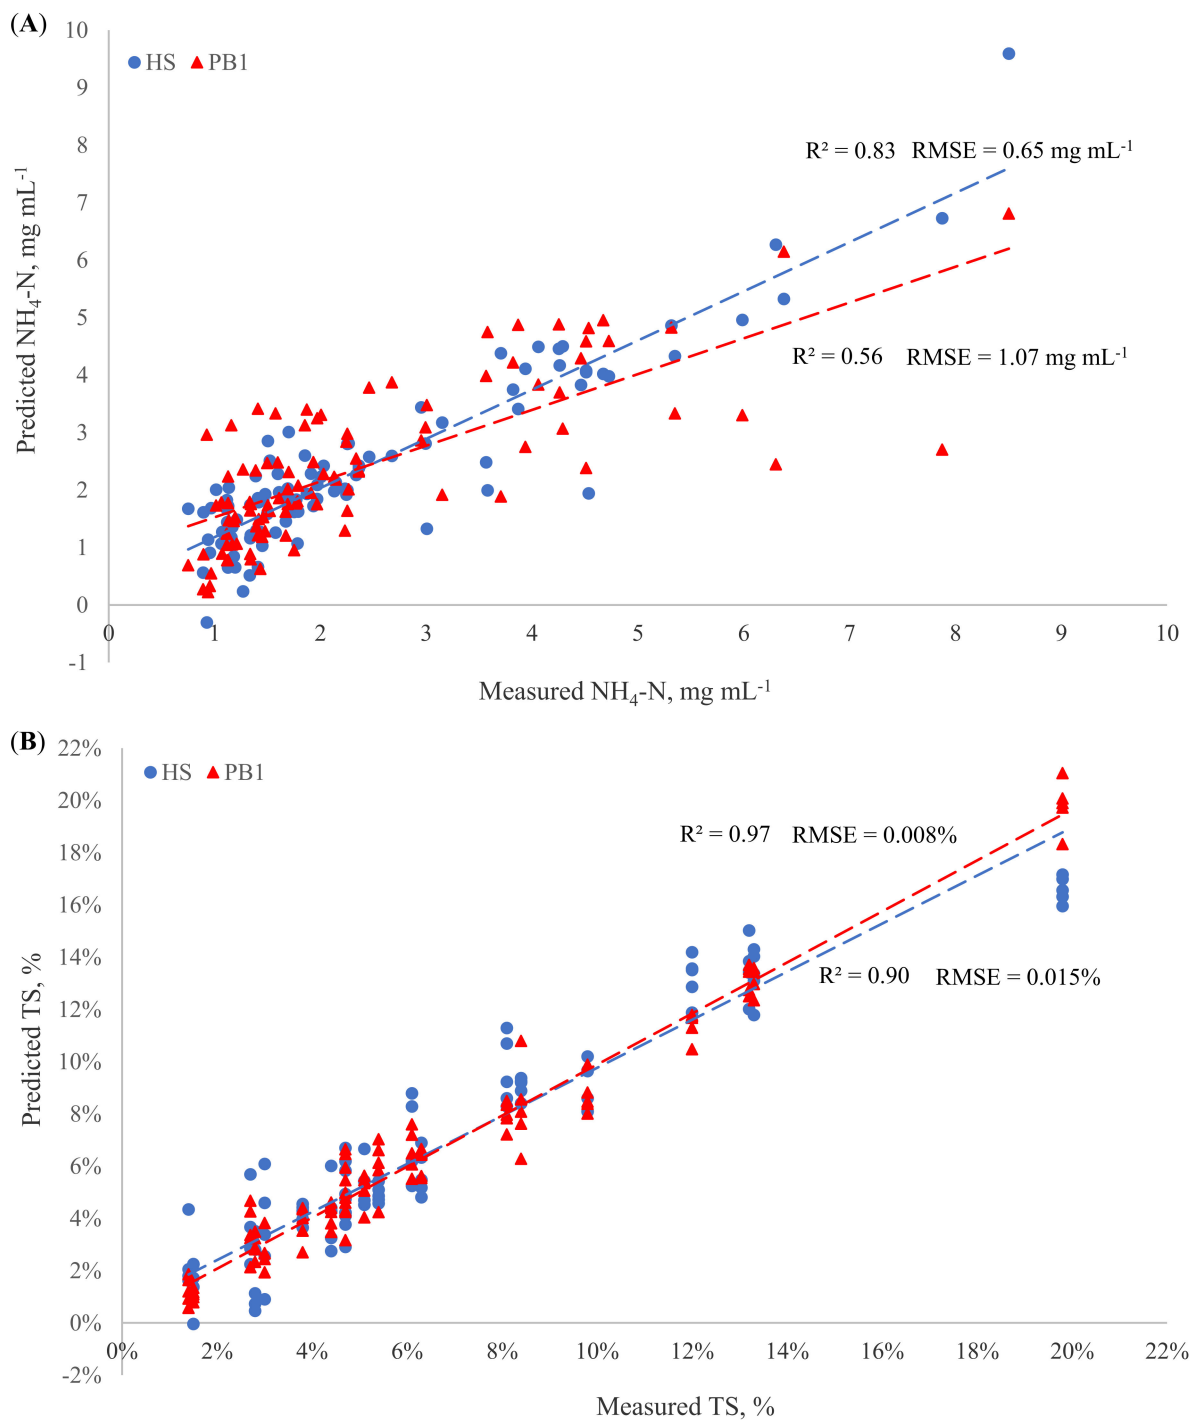 (A)
HS PB1
10
9
8
7
6
5
4
3
2
1
0
-1
Predicted NH₄-N, mg mL⁻¹
R² = 0.83 RMSE = 0.65 mg mL⁻¹
R² = 0.56 RMSE = 1.07 mg mL⁻¹
0 1 2 3 4 5 6 7 8 9 10
Measured NH₄-N, mg mL⁻¹
(B)
HS PB1
22%
20%
18%
16%
14%
12%
10%
8%
6%
4%
2%
0%
-2%
Predicted TS, %
R² = 0.97 RMSE = 0.008%
R² = 0.90 RMSE = 0.015%
0% 2% 4% 6% 8% 10% 12% 14% 16% 18% 20% 22%
Measured TS, %